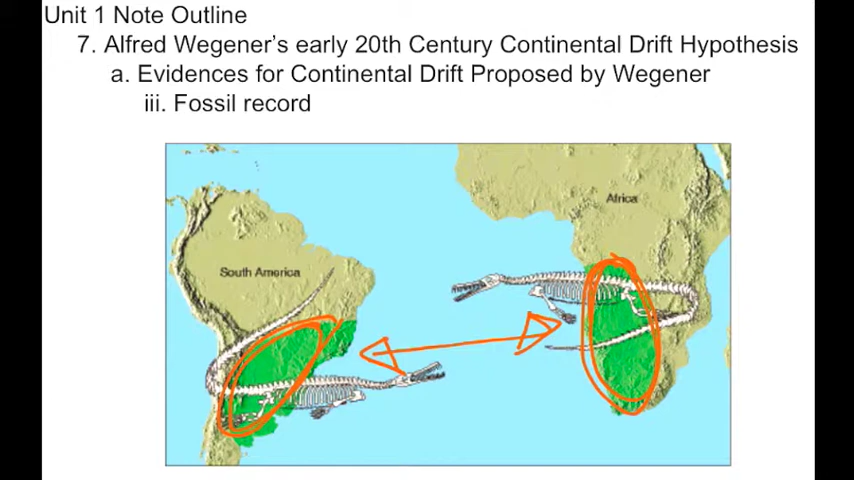 Unit 1 Note Outline
7. Alfred Wegener's early 20th Century Continental Drift Hypothesis
a. Evidences for Continental Drift Proposed by Wegener
iii. Fossil record
Africa
South America